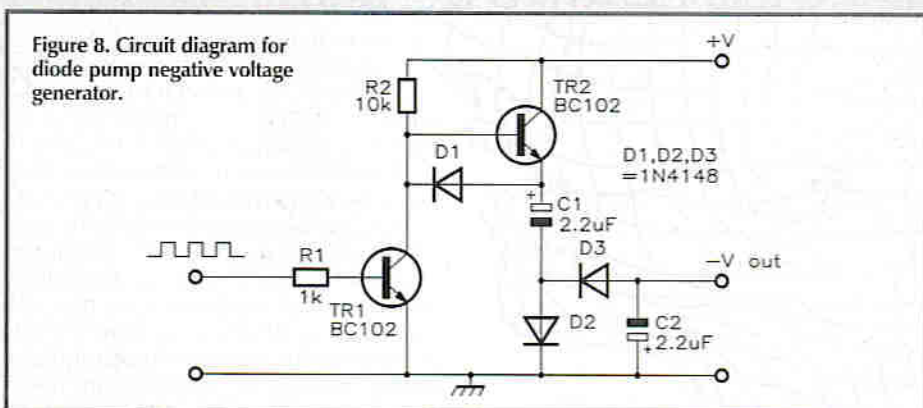 Figure 8. Circuit diagram for
diode pump negative voltage
generator.
+V
R2
10k
TR2
BC102
D1
D1,D2,D3
=1N4148
+
C1
2.2uF
D3
-V out
R1
1k
TR1
BC102
D2
C2
2.2uF
+